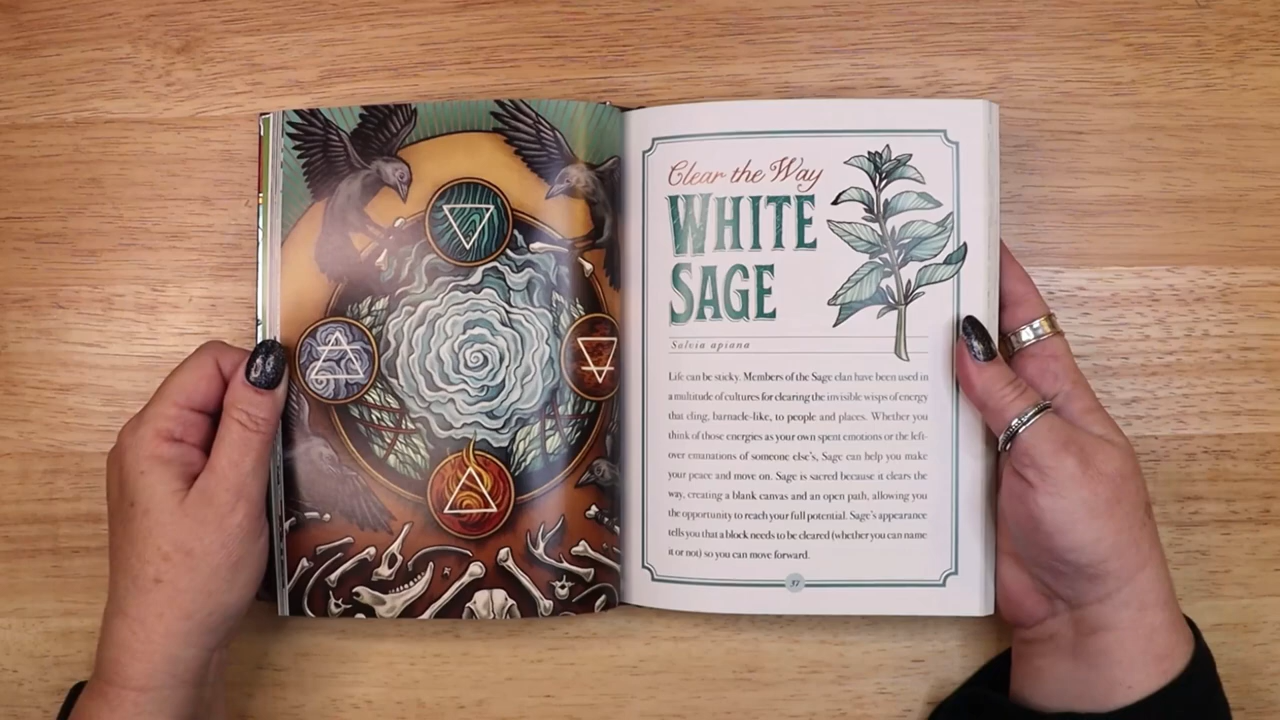 Clear the Way
WHITE
SAGE
Salvia apiana
Life can be sticky. Members of the Sage clan have been used in
a multitude of cultures for clearing the invisible wisps of energy
that cling, barnacle-like, to people and places. Whether you
think of those energies as your own spent emotions or the left-
over emanations of someone else's, Sage can help you make
your peace and move on. Sage is sacred because it clears the
way, creating a blank canvas and an open path, allowing you
the opportunity to reach your full potential. Sage's appearance
tells you that a block needs to be cleared (whether you can name
it or not) so you can move forward.
37